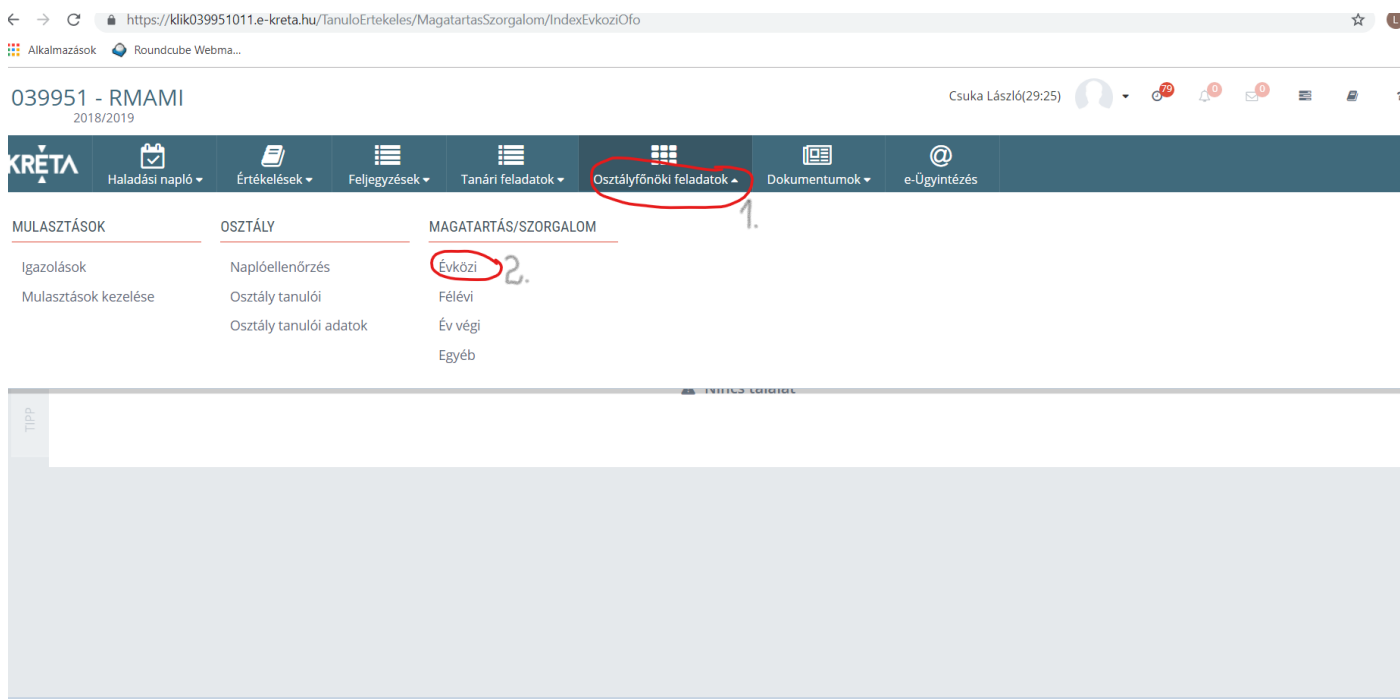 https://klik039951011.e-kreta.hu/TanuloErtekeles/MagatartasSzorgalom/IndexEvkoziOfo
L
Alkalmazások Roundcube Webma...
039951 - RMAMI
2018/2019
Csuka László(29:25) 79 0 0
KRÉTA Haladási napló Értékelések Feljegyzések Tanári feladatok Osztályfőnöki feladatok Dokumentumok e-Ügyintézés
1.
MULASZTÁSOK OSZTÁLY MAGATARTÁS/SZORGALOM
Igazolások Naplóellenőrzés Évközi 2.
Mulasztások kezelése Osztály tanulói Félévi
Osztály tanulói adatok Év végi
Egyéb
Nincs találat
TIPP